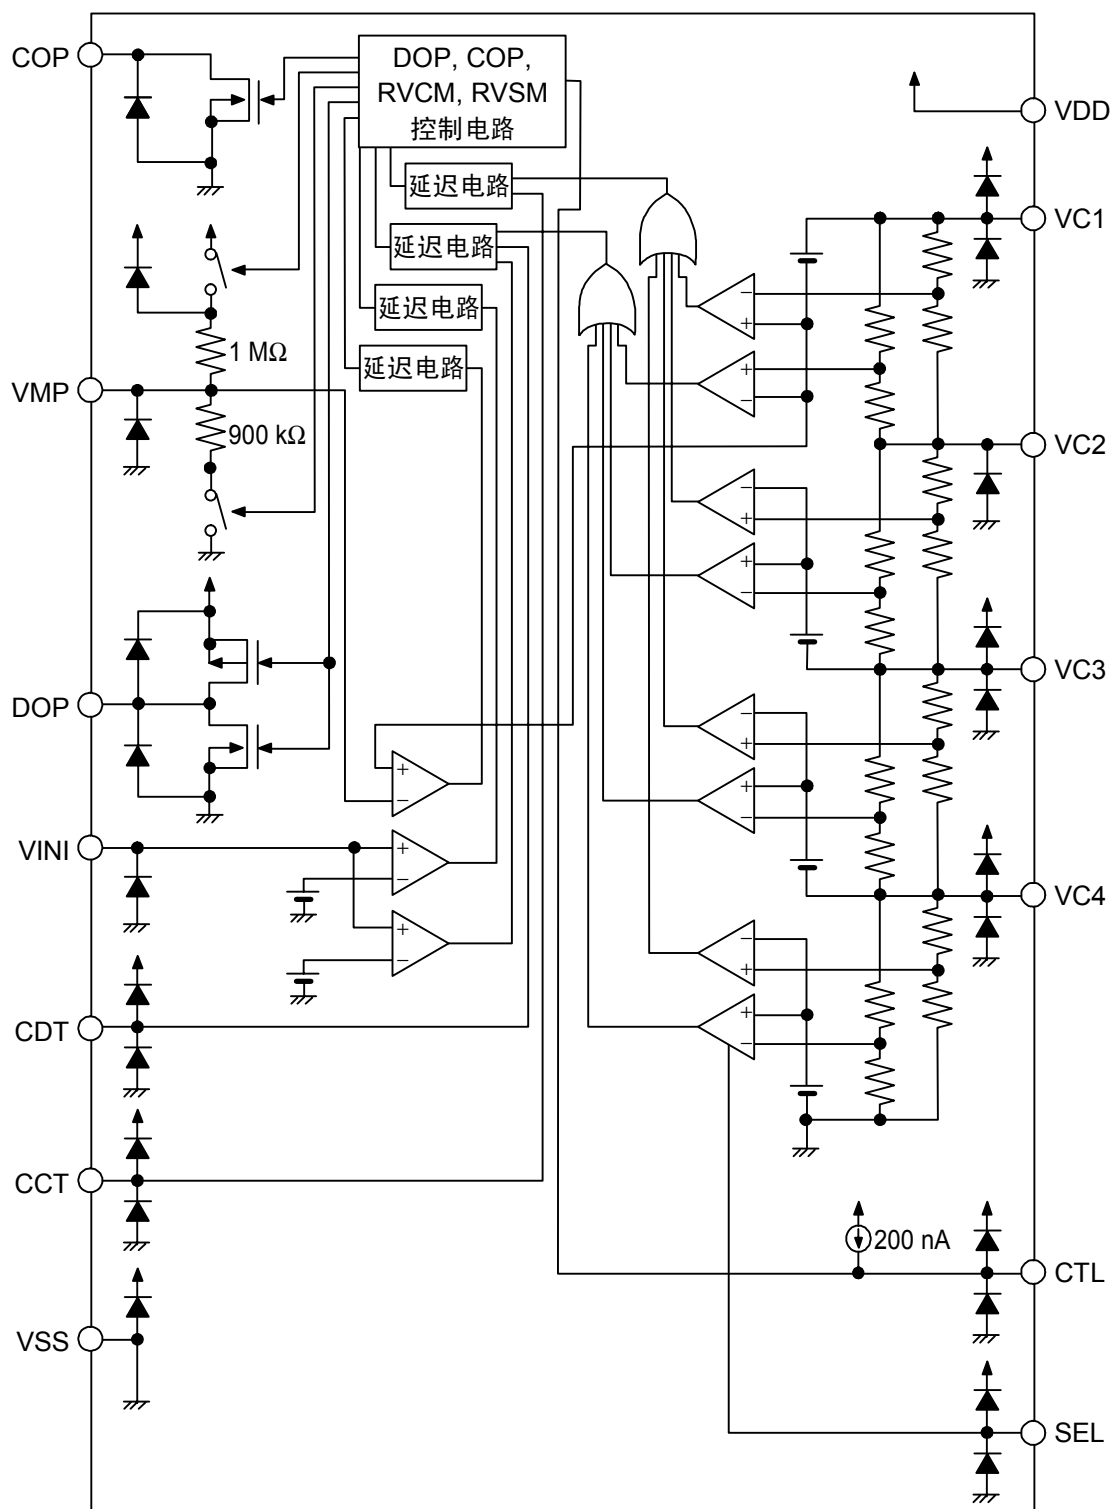 COP
DOP, COP,
RVCM, RVSM
控制电路
VDD
延迟电路
VC1
延迟电路
延迟电路
1 MΩ
延迟电路
VMP
900 kΩ
VC2
VC3
DOP
VINI
VC4
CDT
CCT
200 nA
CTL
VSS
SEL
+
−
+
−
+
−
−
+
+
−
−
+
+
−
−
+
+
−
−
+
+
−